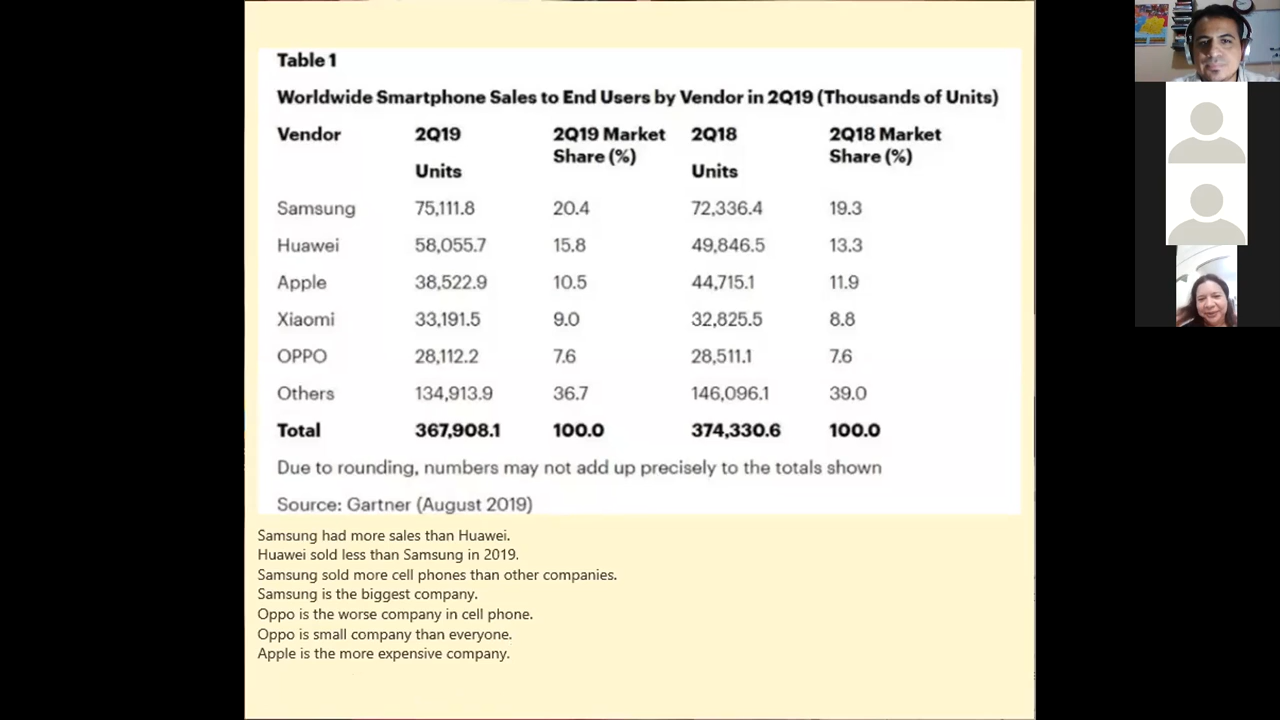 Table 1
Worldwide Smartphone Sales to End Users by Vendor in 2Q19 (Thousands of Units)
Vendor 2Q19 Units 2Q19 Market Share (%) 2Q18 Units 2Q18 Market Share (%)
Samsung 75,111.8 20.4 72,336.4 19.3
Huawei 58,055.7 15.8 49,846.5 13.3
Apple 38,522.9 10.5 44,715.1 11.9
Xiaomi 33,191.5 9.0 32,825.5 8.8
OPPO 28,112.2 7.6 28,511.1 7.6
Others 134,913.9 36.7 146,096.1 39.0
Total 367,908.1 100.0 374,330.6 100.0
Due to rounding, numbers may not add up precisely to the totals shown
Source: Gartner (August 2019)
Samsung had more sales than Huawei.
Huawei sold less than Samsung in 2019.
Samsung sold more cell phones than other companies.
Samsung is the biggest company.
Oppo is the worse company in cell phone.
Oppo is small company than everyone.
Apple is the more expensive company.